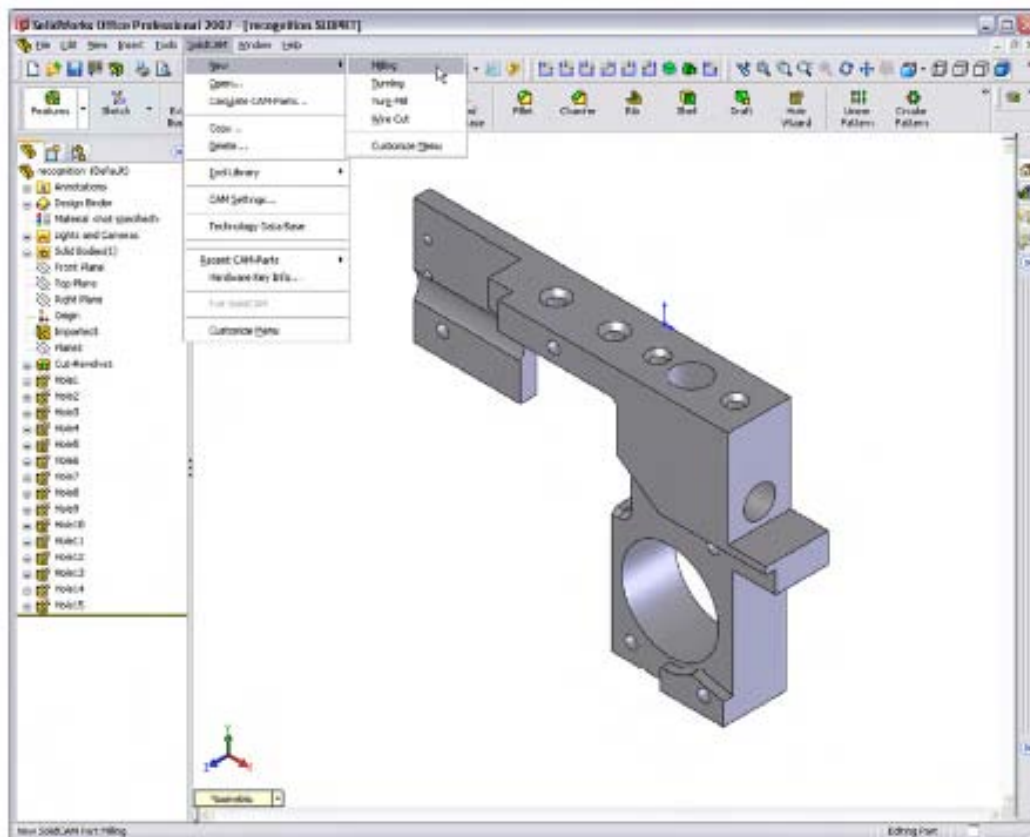 SolidWorks Office Professional 2007 - [recognition SLDPRT]
File Edit View Insert Tools SolidCAM Window Help
New
Open...
Calculate CAM-Parts...
Copy ...
Delete ...
Tool Library
CAM Settings...
Technology Data Base
Recent CAM-Parts
Hardware Key Info...
Customize Menu
Milling
Turning
Turn-Mill
Wire Cut
Customize Menu
Features
Sketch
Fillet
Chamfer
Rib
Shell
Draft
Hole Wizard
Linear Pattern
Circular Pattern
recognition (Default)
Annotations
Design Binder
Material <not specified>
Lights and Cameras
Solid Bodies(1)
Front Plane
Top Plane
Right Plane
Origin
Imported1
Plane1
Cut-Revolve1
Hole1
Hole2
Hole3
Hole4
Hole5
Hole6
Hole7
Hole8
Hole9
Hole10
Hole11
Hole12
Hole13
Hole14
Hole15
Y
Z
X
*Isometric
New SolidCAM Part Milling
Editing Part